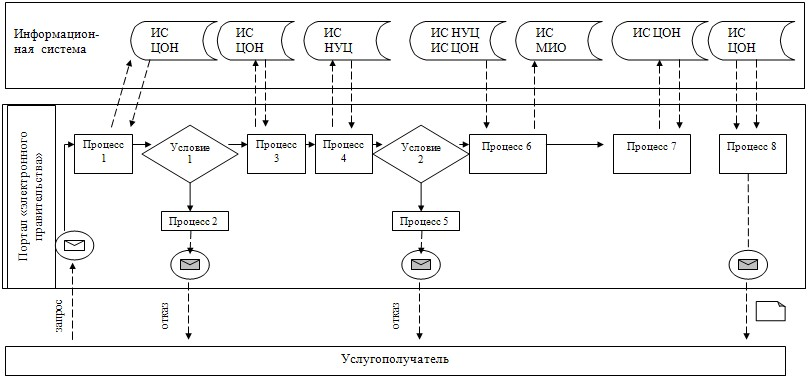 Информацион-
ная система
ИС
ЦОН
ИС
ЦОН
ИС
НУЦ
ИС НУЦ
ИС ЦОН
ИС
МИО
ИС ЦОН
ИС
ЦОН
Портал «электронного
правительства»
Процесс
1
Условие
1
Процесс
3
Процесс
4
Условие
2
Процесс 6
Процесс 7
Процесс 8
Процесс 2
Процесс 5
запрос
отказ
отказ
Услугополучатель